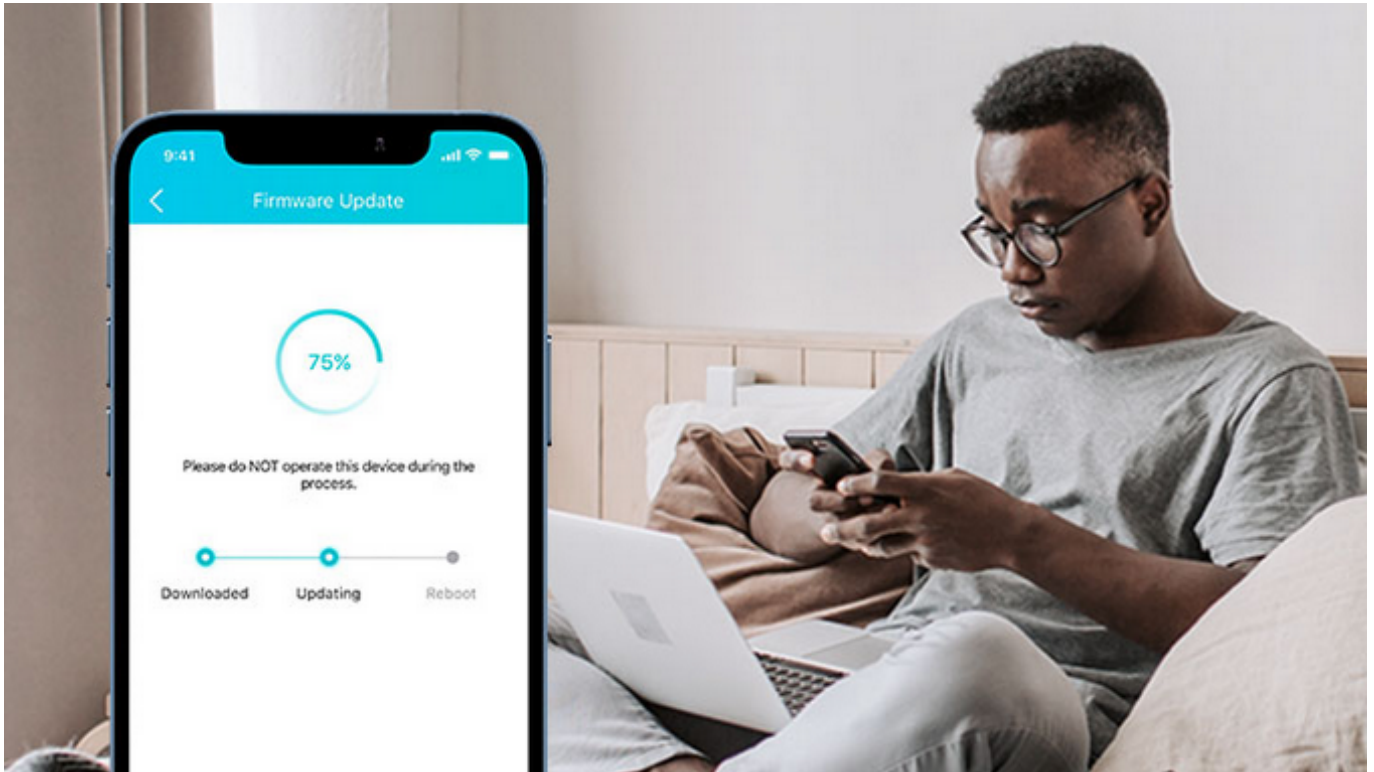 9:41
Firmware Update
75%
Please do NOT operate this device during the
process.
Downloaded Updating Reboot